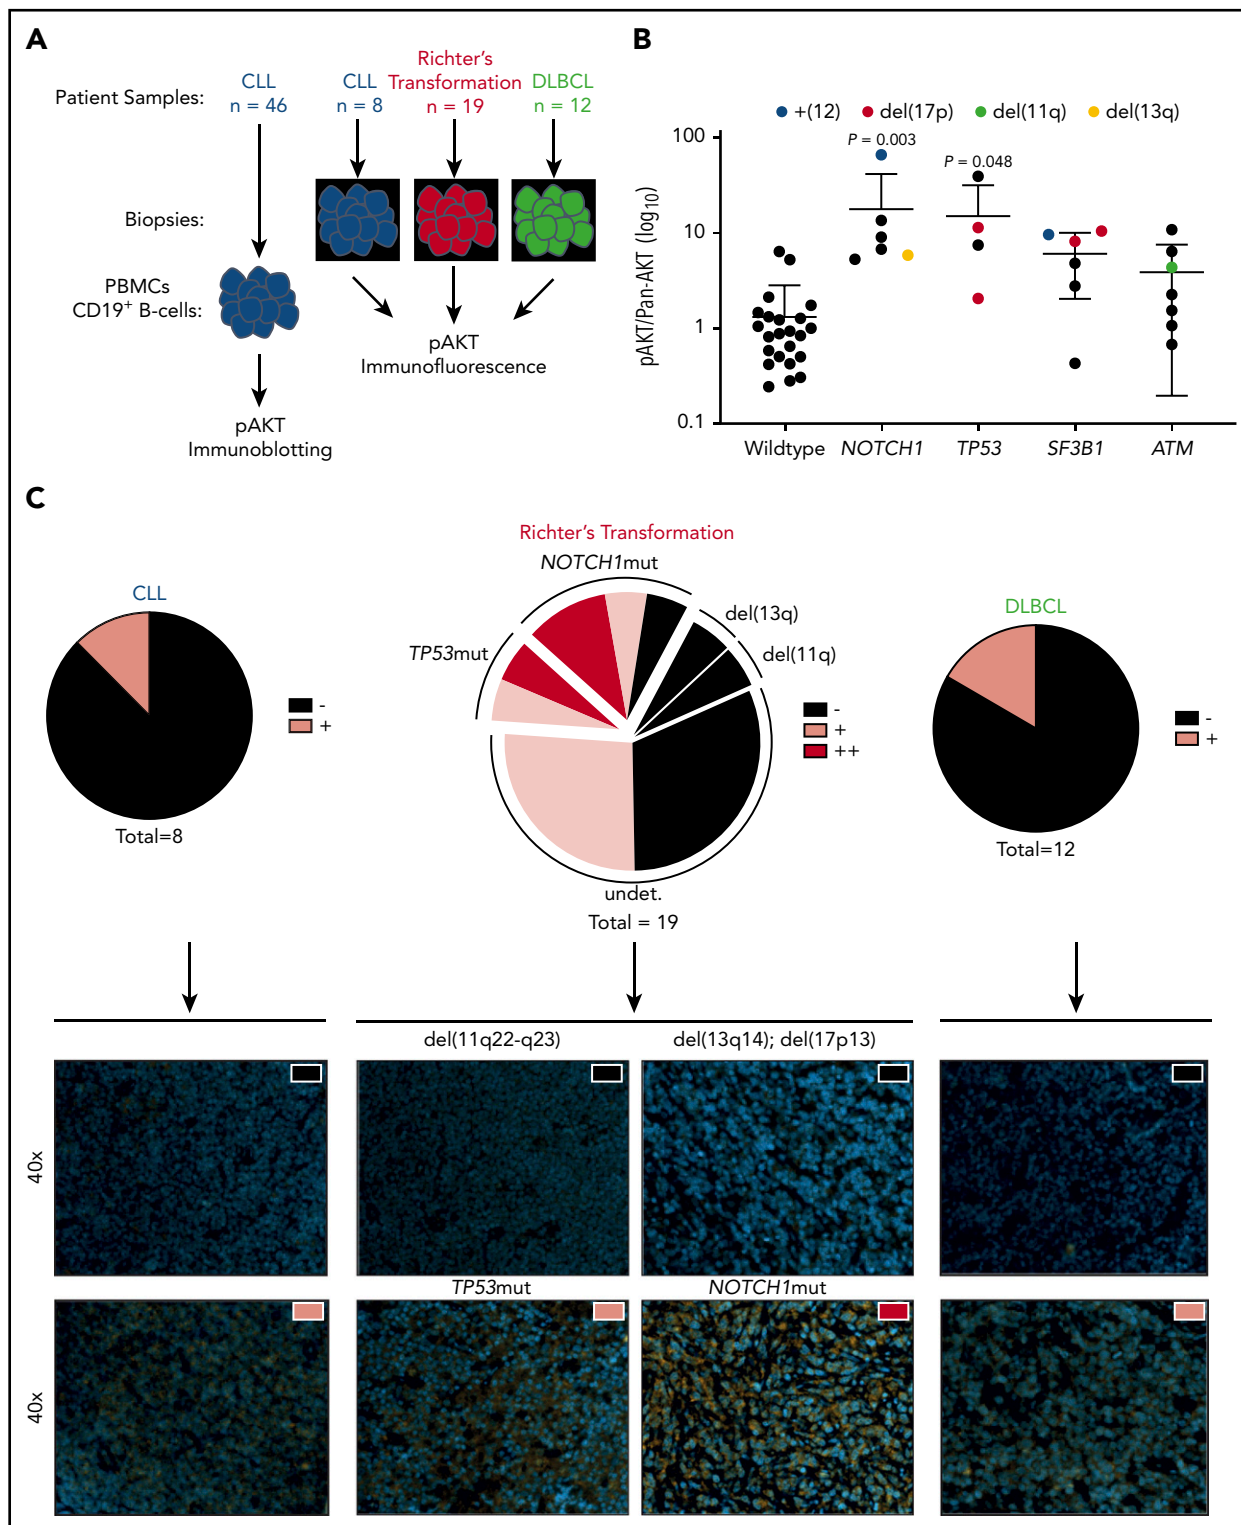 A
Patient Samples:
CLL
n = 46
CLL
n = 8
Richter's
Transformation
n = 19
DLBCL
n = 12
Biopsies:
PBMCs
CD19+ B-cells:
pAKT
Immunofluorescence
pAKT
Immunoblotting
B
+(12)
del(17p)
del(11q)
del(13q)
pAKT/Pan-AKT (log10)
100
10
1
0.1
P = 0.003
P = 0.048
Wildtype
NOTCH1
TP53
SF3B1
ATM
C
CLL
-
+
Total=8
Richter's Transformation
NOTCH1mut
del(13q)
TP53mut
del(11q)
-
+
++
undet.
Total = 19
DLBCL
-
+
Total=12
del(11q22-q23)
del(13q14); del(17p13)
40x
TP53mut
NOTCH1mut
40x